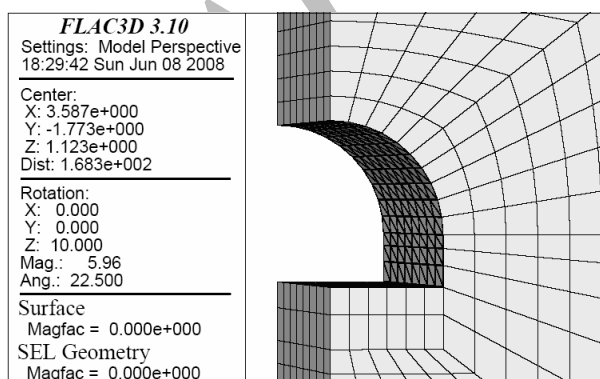 FLAC3D 3.10
Settings: Model Perspective
18:29:42 Sun Jun 08 2008
Center:
X: 3.587e+000
Y: -1.773e+000
Z: 1.123e+000
Dist: 1.683e+002
Rotation:
X: 0.000
Y: 0.000
Z: 10.000
Mag.: 5.96
Ang.: 22.500
Surface
Magfac = 0.000e+000
SEL Geometry
Magfac = 0.000e+000